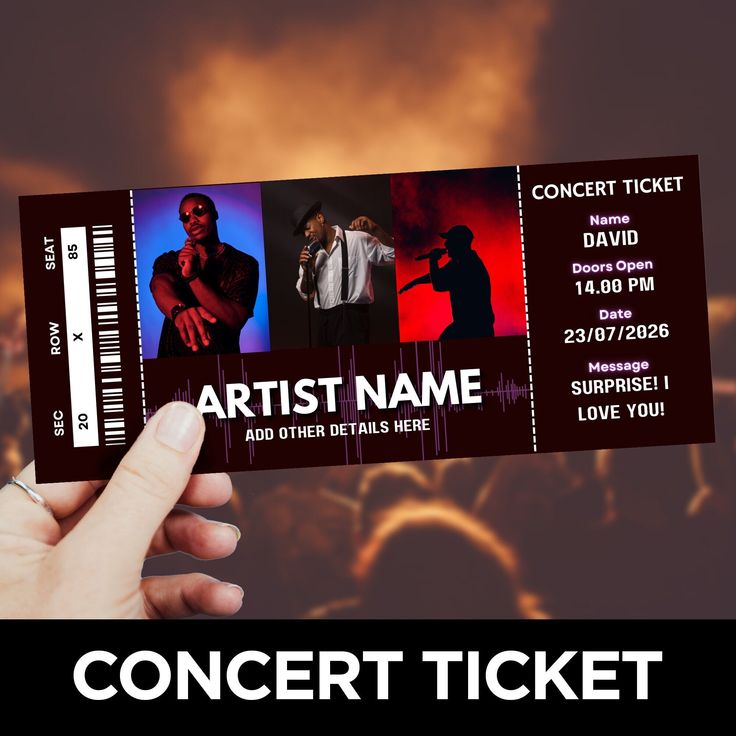 SEAT 85
ROW X
SEC 20
ARTIST NAME
ADD OTHER DETAILS HERE
CONCERT TICKET
Name
DAVID
Doors Open
14.00 PM
Date
23/07/2026
Message
SURPRISE! I
LOVE YOU!
CONCERT TICKET